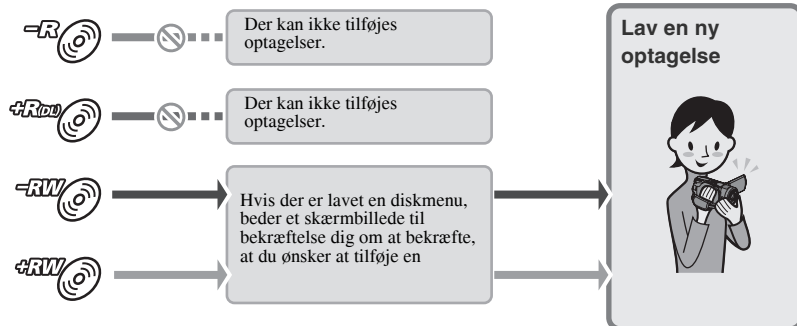 -R
Der kan ikke tilføjes
optagelser.
+R(DL)
Der kan ikke tilføjes
optagelser.
-RW
+RW
Hvis der er lavet en diskmenu,
beder et skærmbillede til
bekræftelse dig om at bekræfte,
at du ønsker at tilføje en
Lav en ny
optagelse